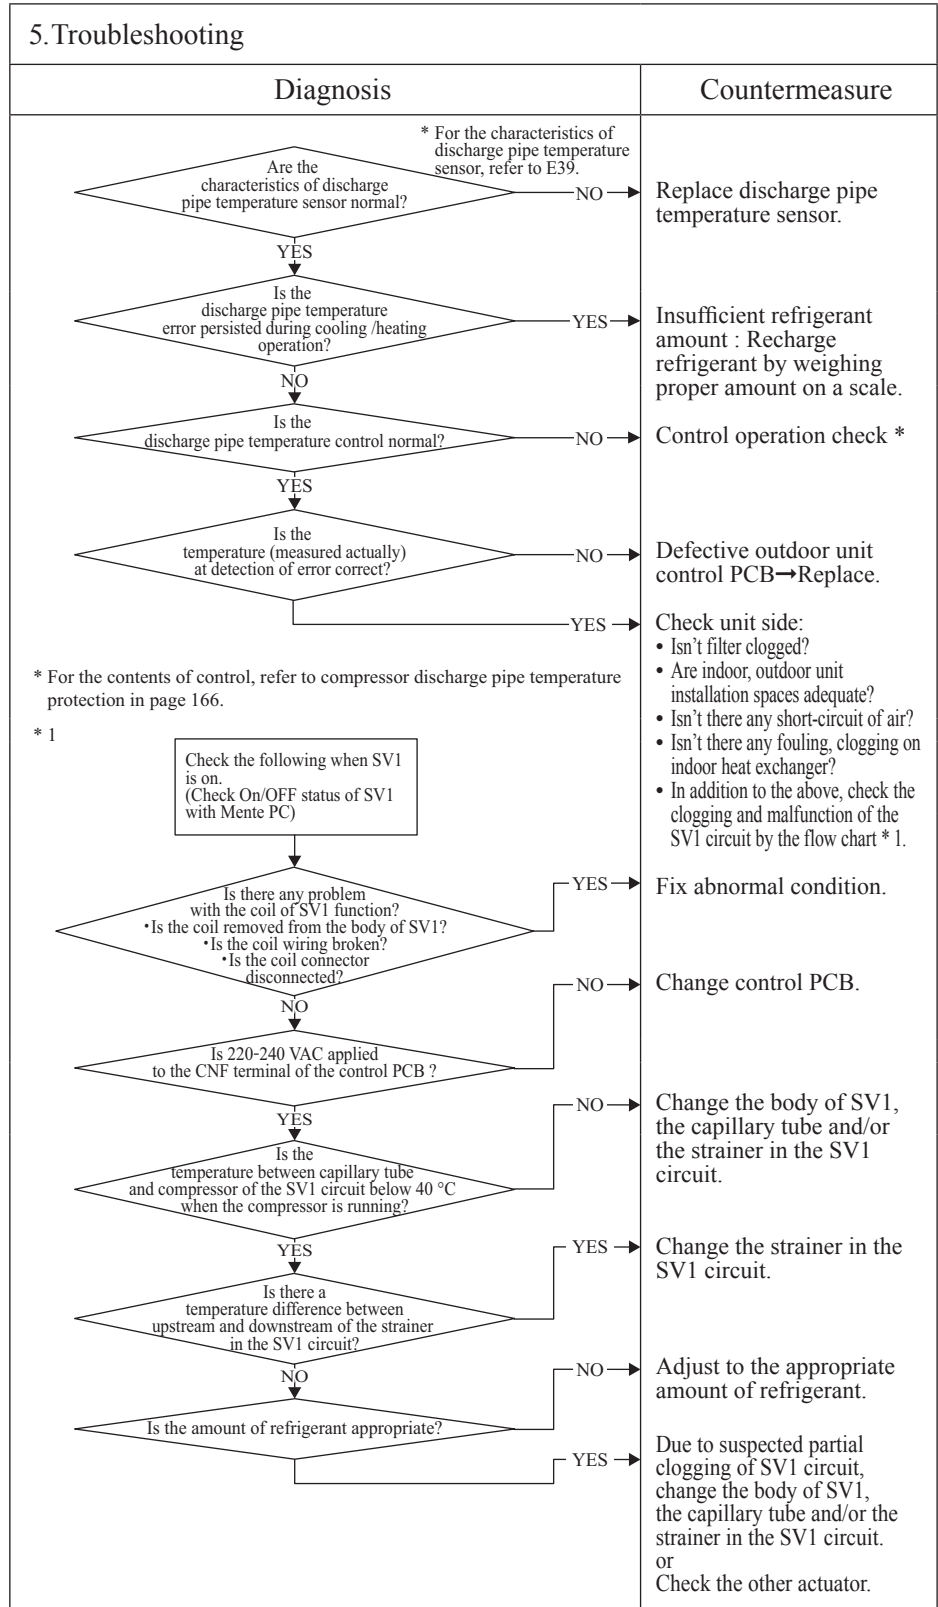 5.Troubleshooting
Diagnosis
Countermeasure
* For the characteristics of
discharge pipe temperature
sensor, refer to E39.
Are the
characteristics of discharge
pipe temperature sensor normal?
NO
Replace discharge pipe
temperature sensor.
YES
Is the
discharge pipe temperature
error persisted during cooling /heating
operation?
YES
Insufficient refrigerant
amount : Recharge
refrigerant by weighing
proper amount on a scale.
NO
Is the
discharge pipe temperature control normal?
NO
Control operation check *
YES
Is the
temperature (measured actually)
at detection of error correct?
NO
Defective outdoor unit
control PCB→Replace.
YES
Check unit side:
• Isn't filter clogged?
• Are indoor, outdoor unit
installation spaces adequate?
• Isn't there any short-circuit of air?
• Isn't there any fouling, clogging on
indoor heat exchanger?
• In addition to the above, check the
clogging and malfunction of the
SV1 circuit by the flow chart * 1.
* For the contents of control, refer to compressor discharge pipe temperature
protection in page 166.
* 1
Check the following when SV1
is on.
(Check On/OFF status of SV1
with Mente PC)
Is there any problem
with the coil of SV1 function?
・Is the coil removed from the body of SV1?
・Is the coil wiring broken?
・Is the coil connector
disconnected?
YES
Fix abnormal condition.
NO
Is 220-240 VAC applied
to the CNF terminal of the control PCB ?
NO
Change control PCB.
YES
Is the
temperature between capillary tube
and compressor of the SV1 circuit below 40 °C
when the compressor is running?
NO
Change the body of SV1,
the capillary tube and/or
the strainer in the SV1
circuit.
YES
Is there a
temperature difference between
upstream and downstream of the strainer
in the SV1 circuit?
YES
Change the strainer in the
SV1 circuit.
NO
Is the amount of refrigerant appropriate?
NO
Adjust to the appropriate
amount of refrigerant.
YES
Due to suspected partial
clogging of SV1 circuit,
change the body of SV1,
the capillary tube and/or the
strainer in the SV1 circuit.
or
Check the other actuator.